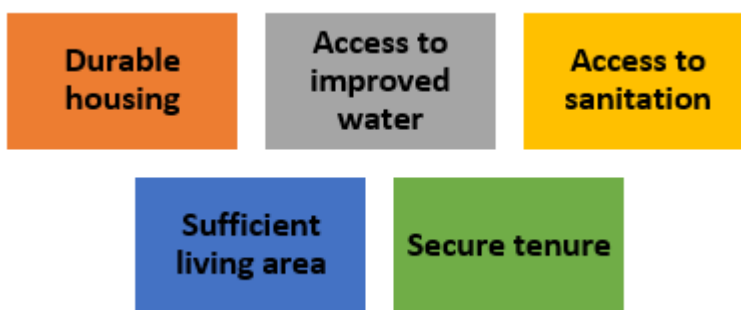 Durable
housing
Access to
improved
water
Access to
sanitation
Sufficient
living area
Secure tenure